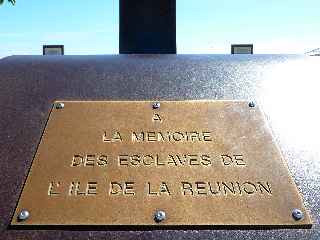 A
LA MEMOIRE
DES ESCLAVES DE
L'ILE DE LA REUNION